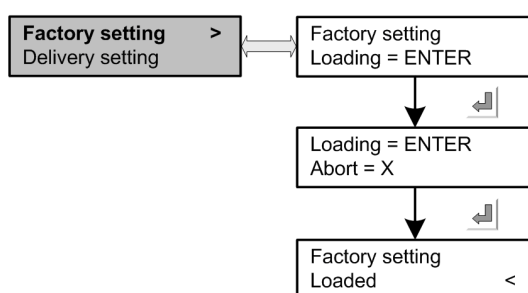 Factory setting >
Delivery setting
Factory setting
Loading = ENTER
Loading = ENTER
Abort = X
Factory setting
Loaded <